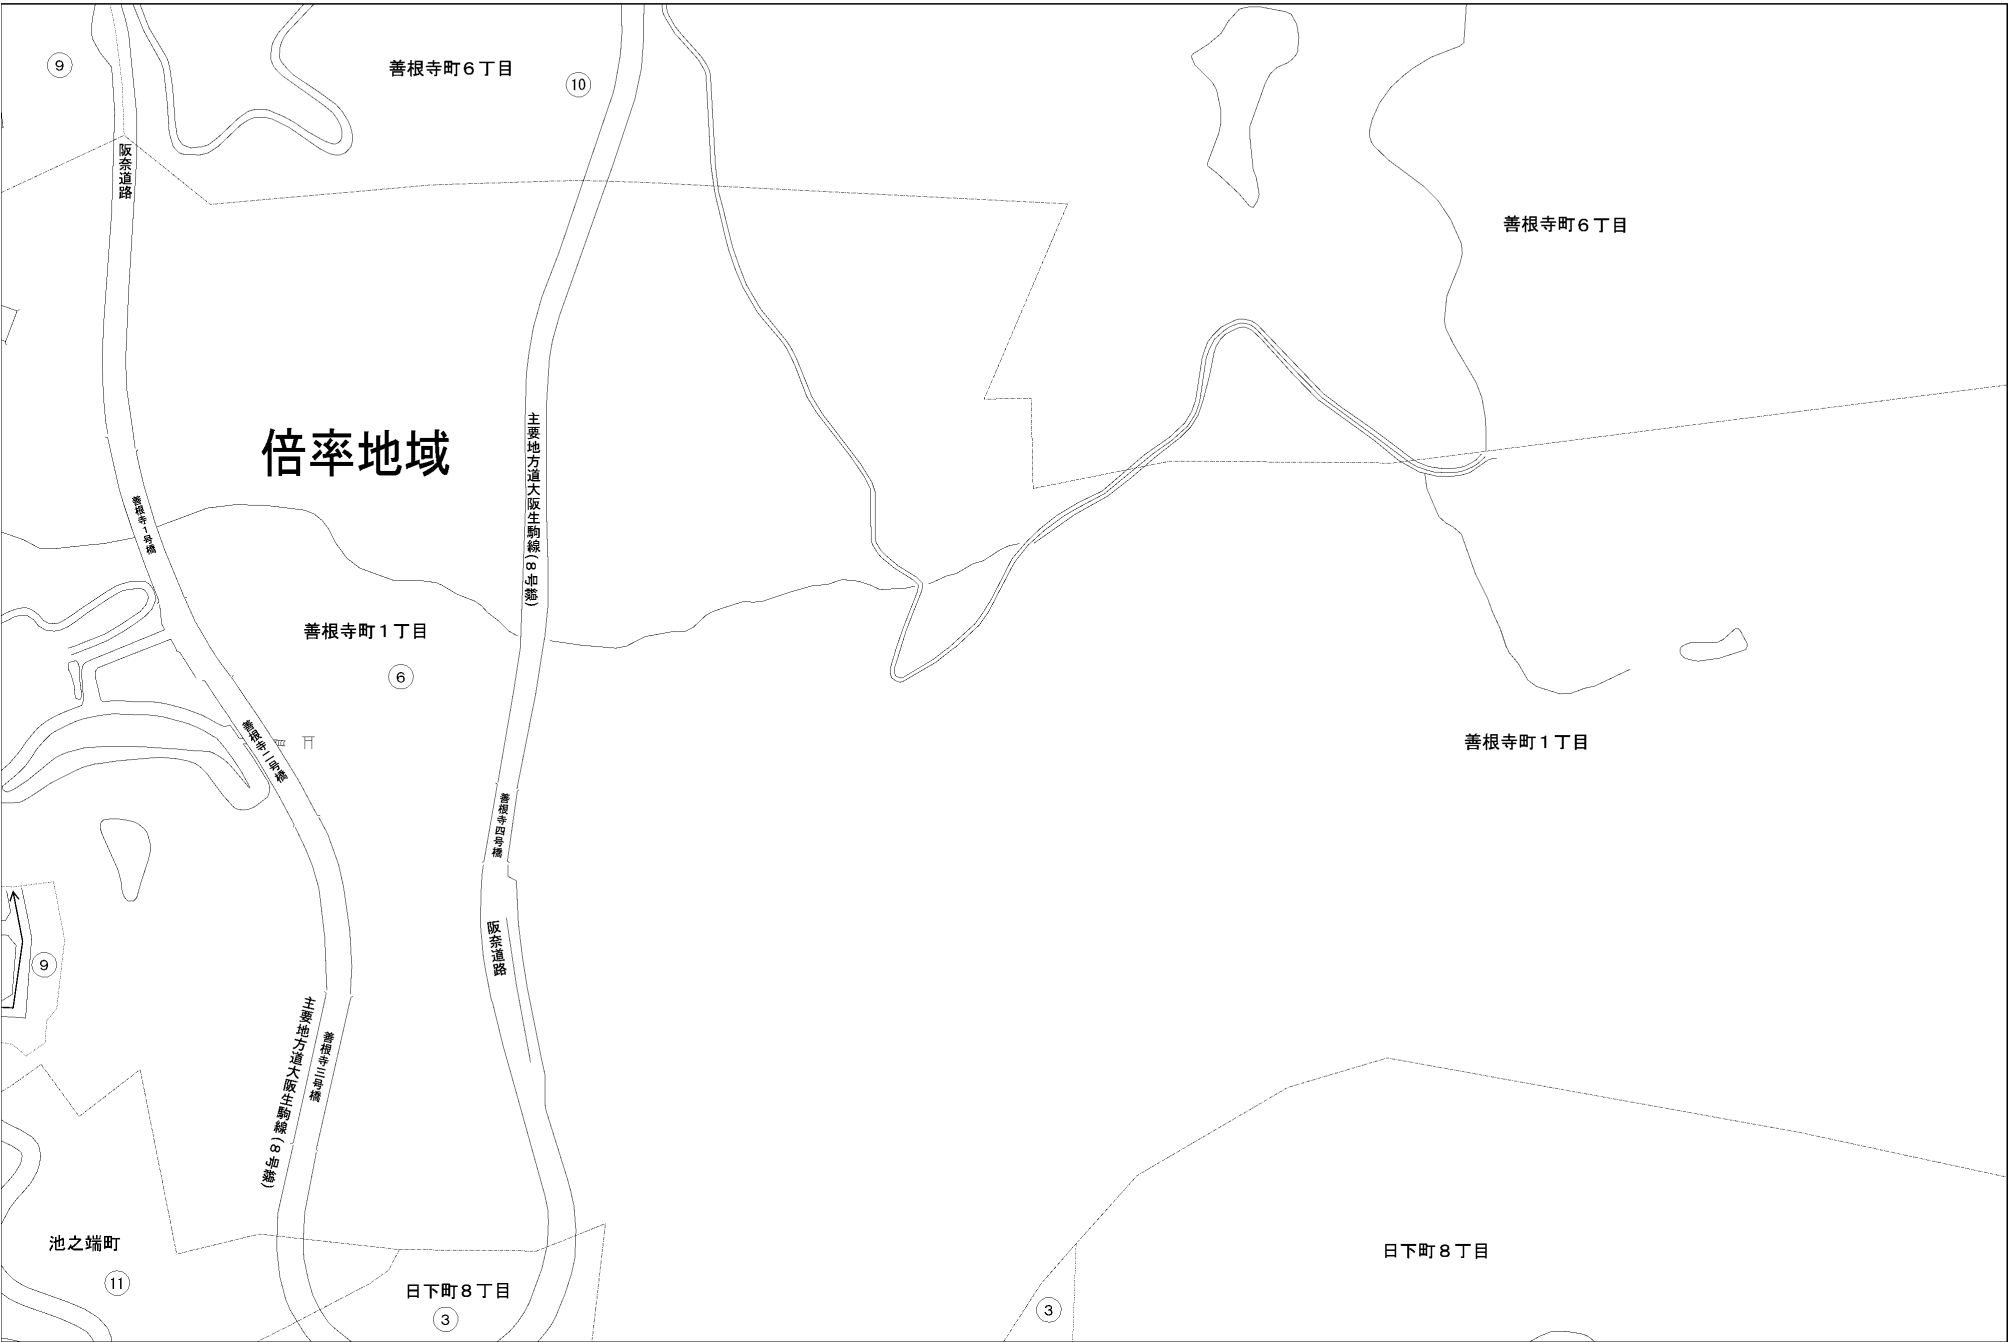 9
善根寺町6丁目
10
阪奈道路
善根寺町6丁目
主要地方道大阪生駒線(8号線)
倍率地域
善根寺1号橋
善根寺町1丁目
6
善根寺二号橋
善根寺町1丁目
善根寺四号橋
阪奈道路
9
主要地方道大阪生駒線(8号線)
善根寺三号橋
池之端町
11
日下町8丁目
3
日下町8丁目
3